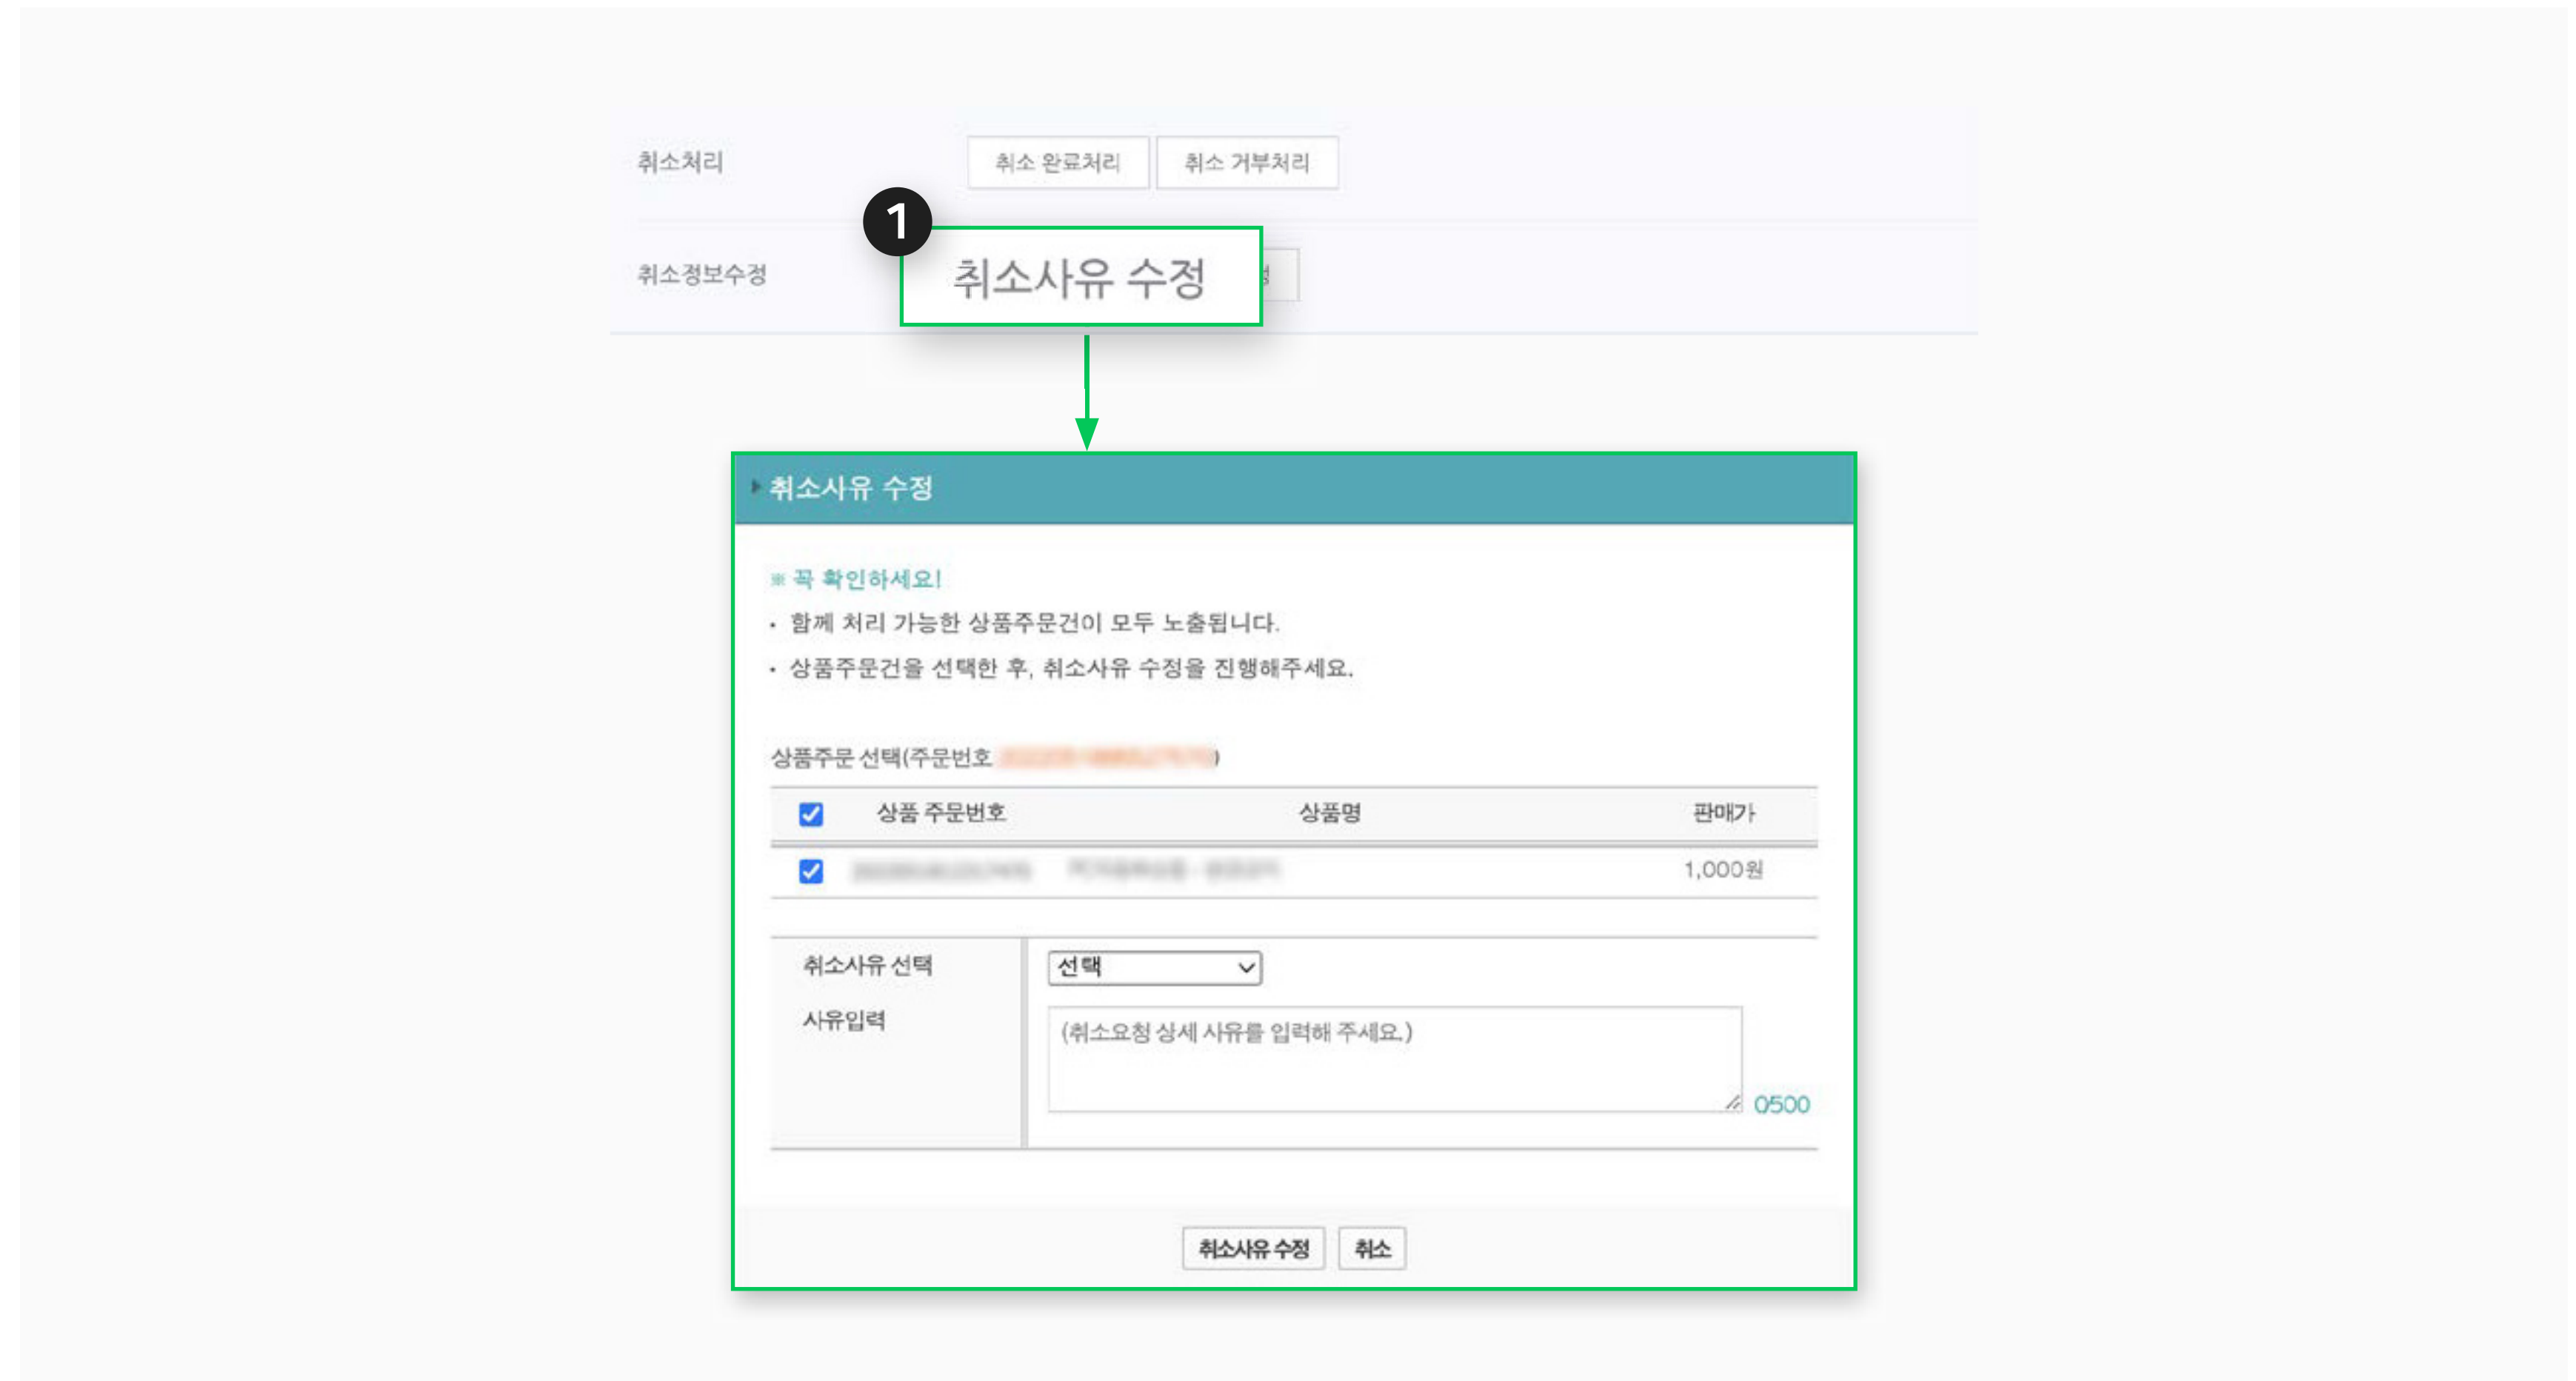 취소처리 취소 완료처리 취소 거부처리
1
취소정보수정 취소사유 수정
취소사유 수정
※ 꼭 확인하세요!
• 함께 처리 가능한 상품주문건이 모두 노출됩니다.
• 상품주문건을 선택한 후, 취소사유 수정을 진행해주세요.
상품주문 선택(주문번호 )
상품 주문번호 상품명 판매가
1,000원
취소사유 선택 선택
사유입력 (취소요청 상세 사유를 입력해 주세요.)
0/500
취소사유 수정 취소